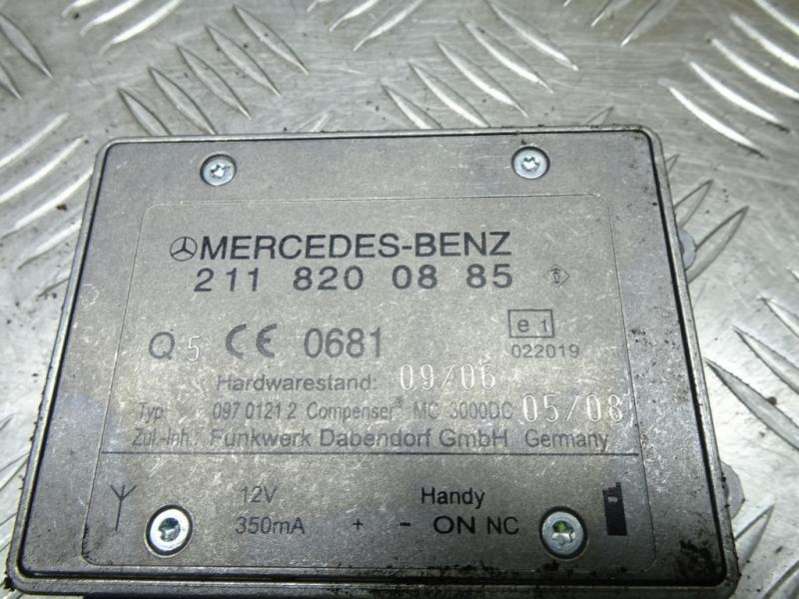 MERCEDES-BENZ
211 820 08 85
Q 5 CE 0681 e 1
022019
Hardwarestand: 09/06
Typ: 097 0121 2 Compenser® MC 3000DC 05/08
Zul.-Inh.: Funkwerk Dabendorf GmbH Germany
12V Handy
350mA + - ON NC